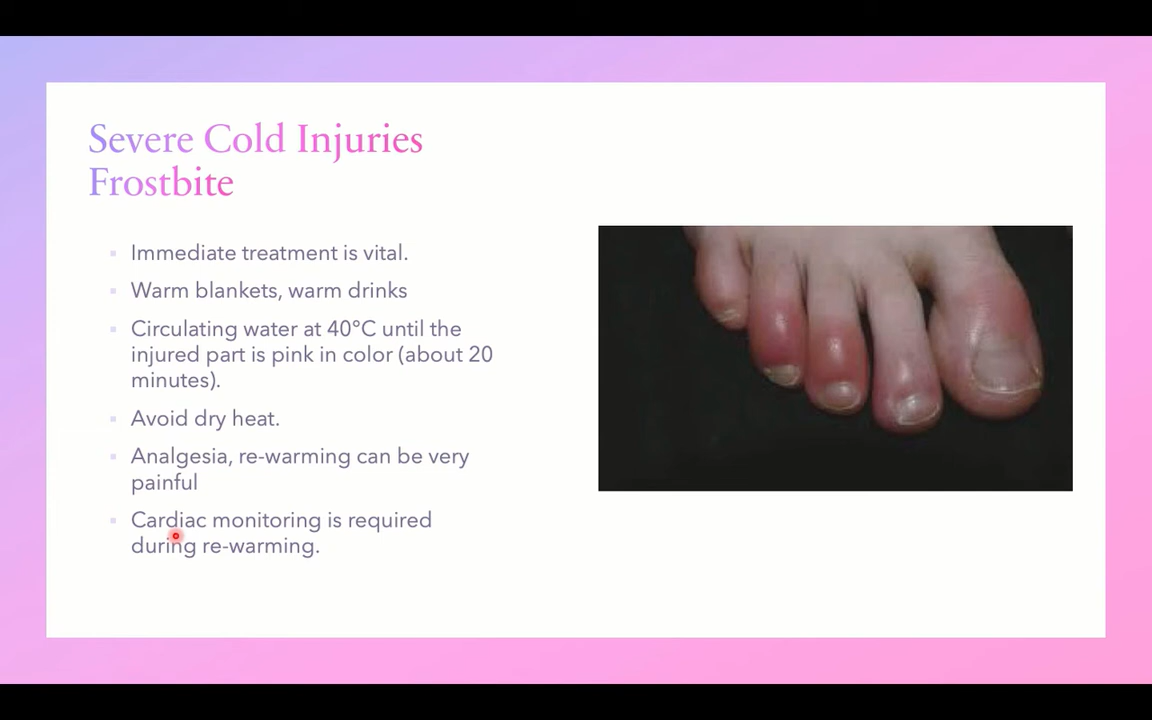 Severe Cold Injuries
Frostbite
Immediate treatment is vital.
Warm blankets, warm drinks
Circulating water at 40°C until the
injured part is pink in color (about 20
minutes).
Avoid dry heat.
Analgesia, re-warming can be very
painful
Cardiac monitoring is required
during re-warming.